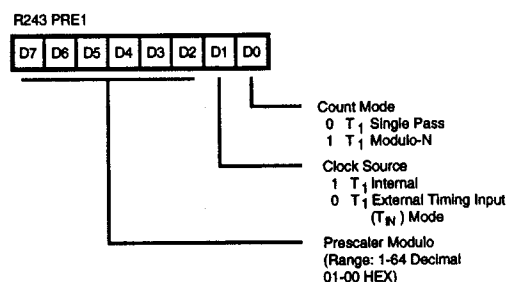 R243 PRE1
D7 D6 D5 D4 D3 D2 D1 D0
Count Mode
0 T1 Single Pass
1 T1 Modulo-N
Clock Source
1 T1 Internal
0 T1 External Timing Input
(TIN) Mode
Prescaler Modulo
(Range: 1-64 Decimal
01-00 HEX)